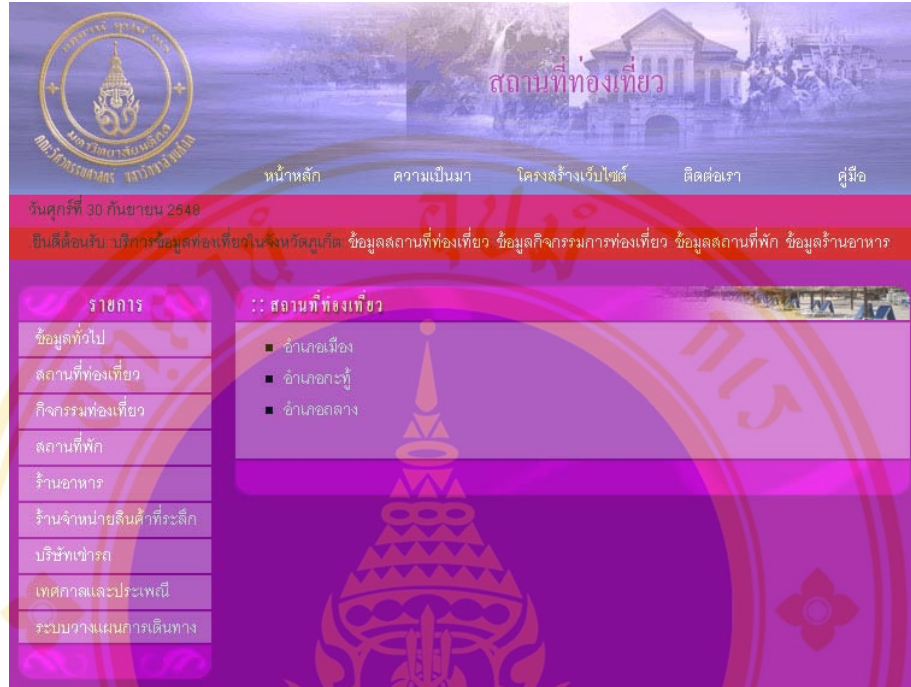 สถานที่ท่องเที่ยว
หน้าหลัก ความเป็นมา โครงสร้างเว็บไซต์ ติดต่อเรา คู่มือ
วันศุกร์ที่ 30 กันยายน 2548
ยินดีต้อนรับ..บริการข้อมูลท่องเที่ยวในจังหวัดภูเก็ต: ข้อมูลสถานที่ท่องเที่ยว ข้อมูลกิจกรรมการท่องเที่ยว ข้อมูลสถานที่พัก ข้อมูลร้านอาหาร
รายการ
ข้อมูลทั่วไป
สถานที่ท่องเที่ยว
กิจกรรมท่องเที่ยว
สถานที่พัก
ร้านอาหาร
ร้านจำหน่ายสินค้าที่ระลึก
บริษัทเช่ารถ
เทศกาลและประเพณี
ระบบวางแผนการเดินทาง
:: สถานที่ท่องเที่ยว
อำเภอเมือง
อำเภอกะทู้
อำเภอถลาง